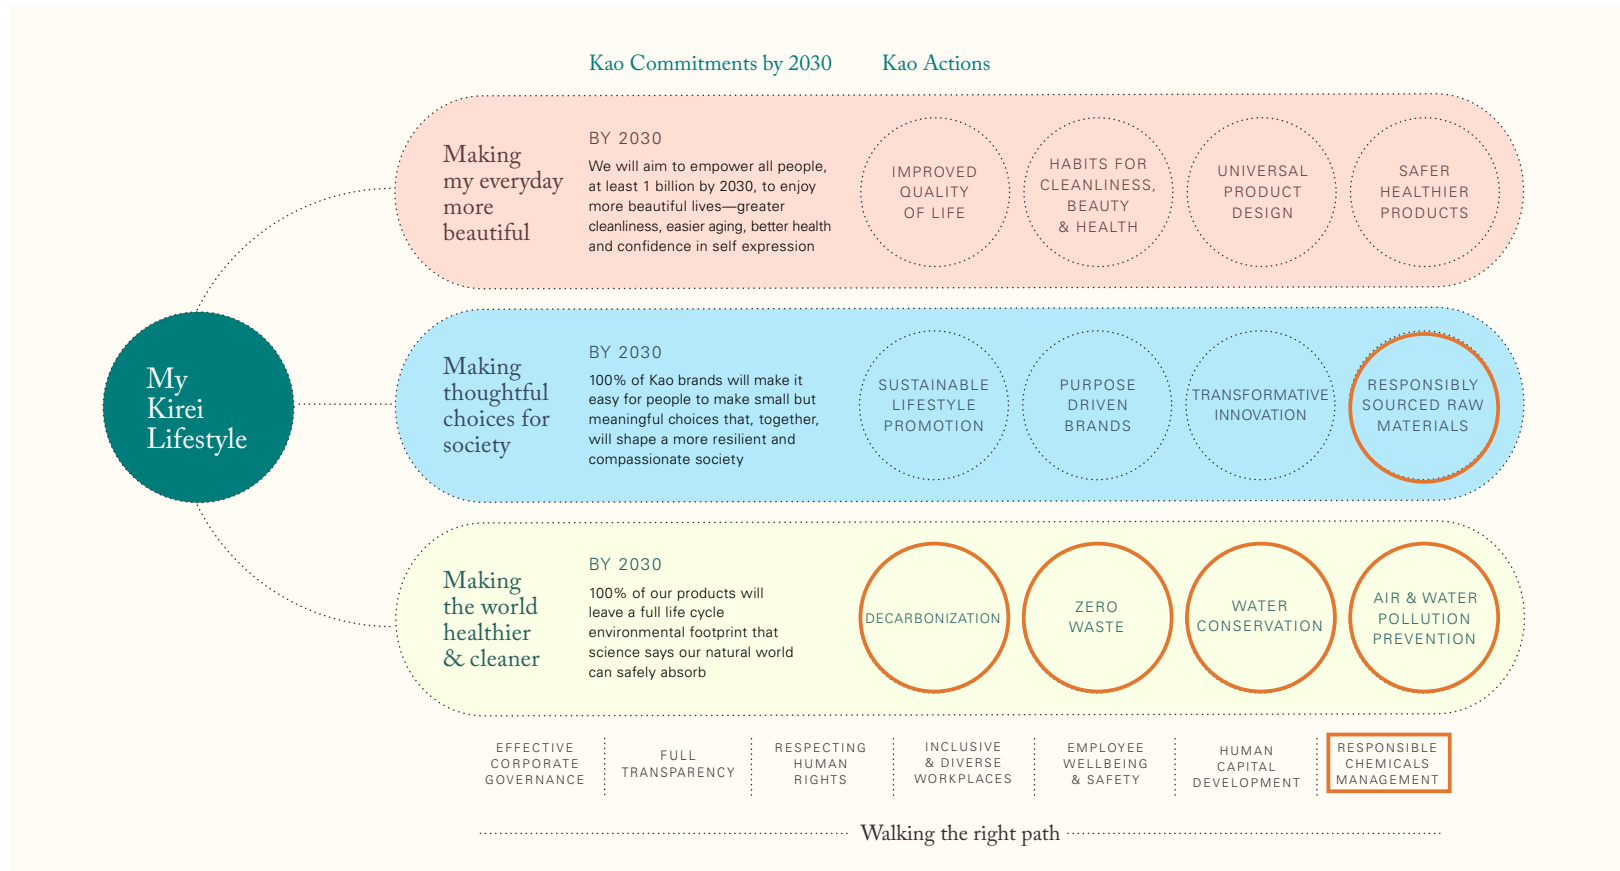 Kao Commitments by 2030
Kao Actions
My
Kirei
Lifestyle
Making
my everyday
more
beautiful
BY 2030
We will aim to empower all people,
at least 1 billion by 2030, to enjoy
more beautiful lives—greater
cleanliness, easier aging, better health
and confidence in self expression
IMPROVED
QUALITY
OF LIFE
HABITS FOR
CLEANLINESS,
BEAUTY
& HEALTH
UNIVERSAL
PRODUCT
DESIGN
SAFER
HEALTHIER
PRODUCTS
Making
thoughtful
choices for
society
BY 2030
100% of Kao brands will make it
easy for people to make small but
meaningful choices that, together,
will shape a more resilient and
compassionate society
SUSTAINABLE
LIFESTYLE
PROMOTION
PURPOSE
DRIVEN
BRANDS
TRANSFORMATIVE
INNOVATION
RESPONSIBLY
SOURCED RAW
MATERIALS
Making
the world
healthier
& cleaner
BY 2030
100% of our products will
leave a full life cycle
environmental footprint that
science says our natural world
can safely absorb
DECARBONIZATION
ZERO
WASTE
WATER
CONSERVATION
AIR & WATER
POLLUTION
PREVENTION
EFFECTIVE
CORPORATE
GOVERNANCE
FULL
TRANSPARENCY
RESPECTING
HUMAN
RIGHTS
INCLUSIVE
& DIVERSE
WORKPLACES
EMPLOYEE
WELLBEING
& SAFETY
HUMAN
CAPITAL
DEVELOPMENT
RESPONSIBLE
CHEMICALS
MANAGEMENT
Walking the right path